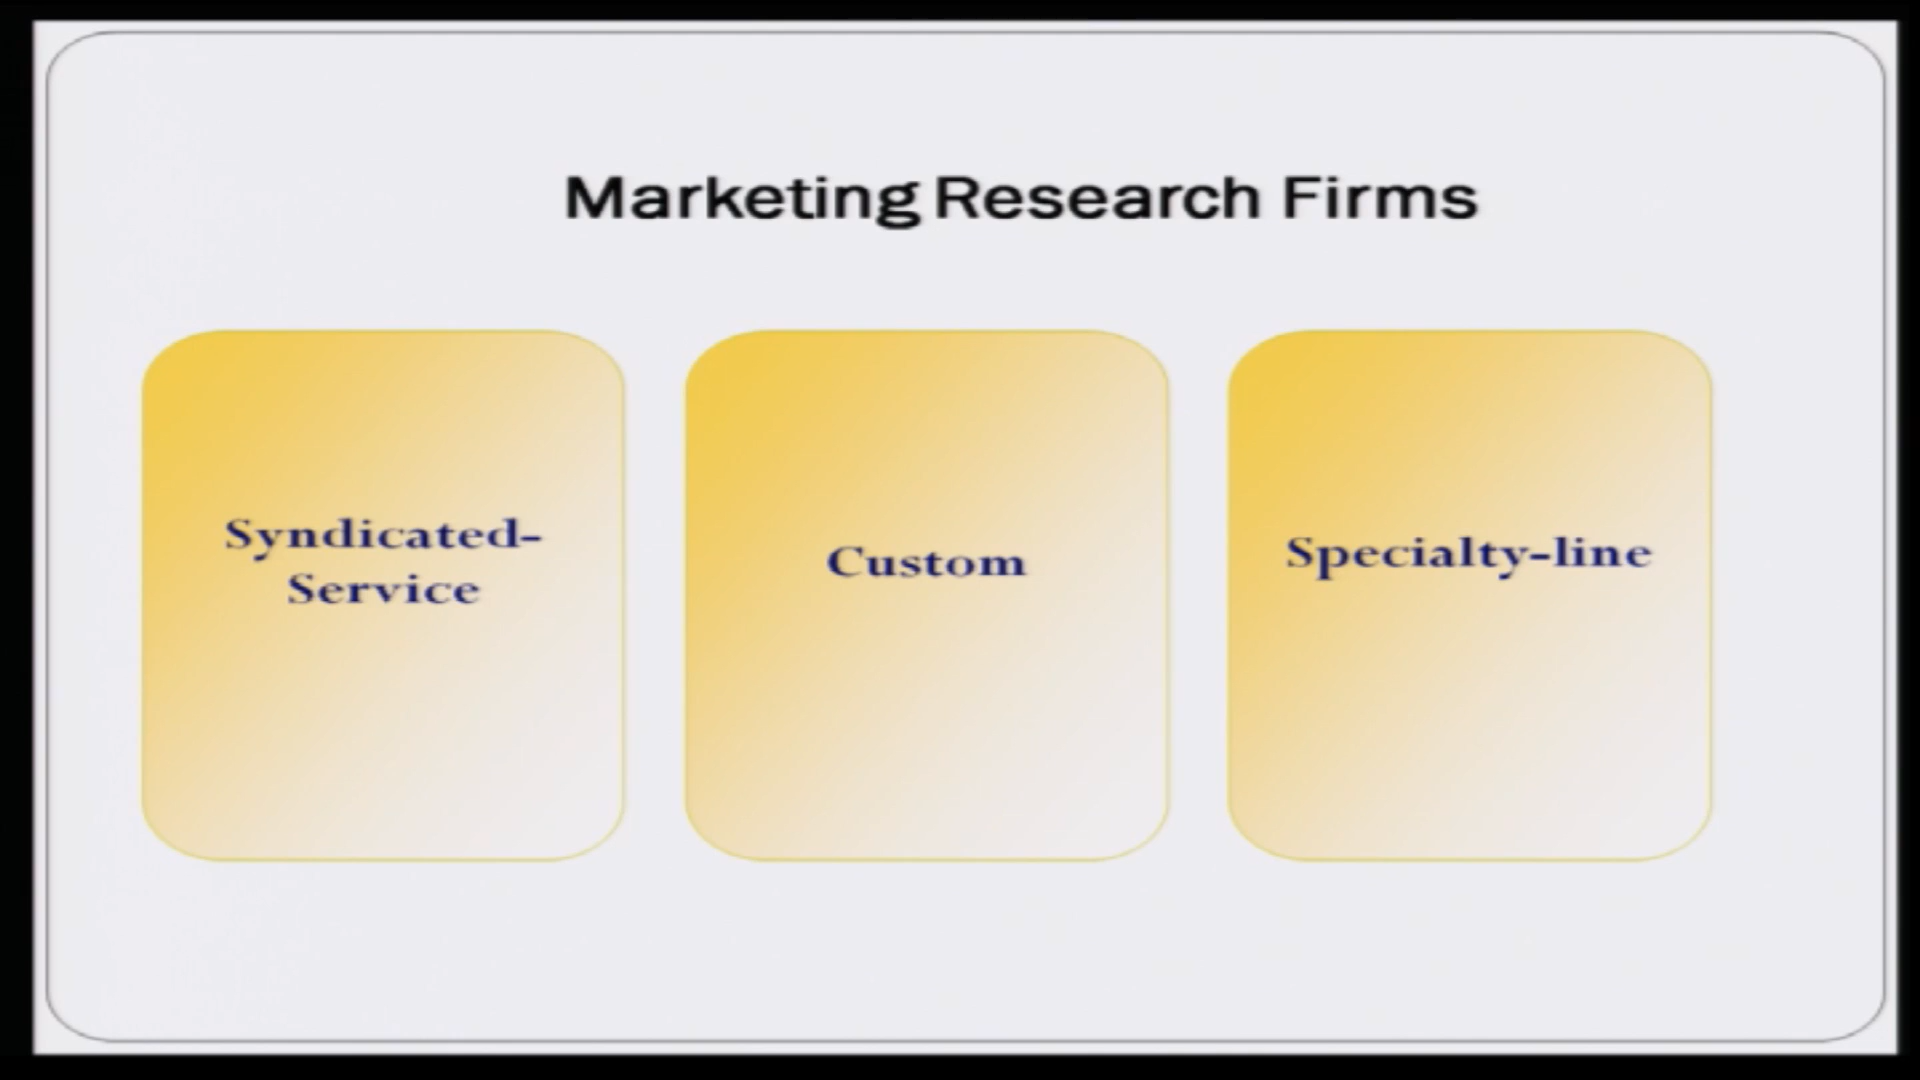 Marketing Research Firms
Syndicated-
Service
Custom
Specialty-line